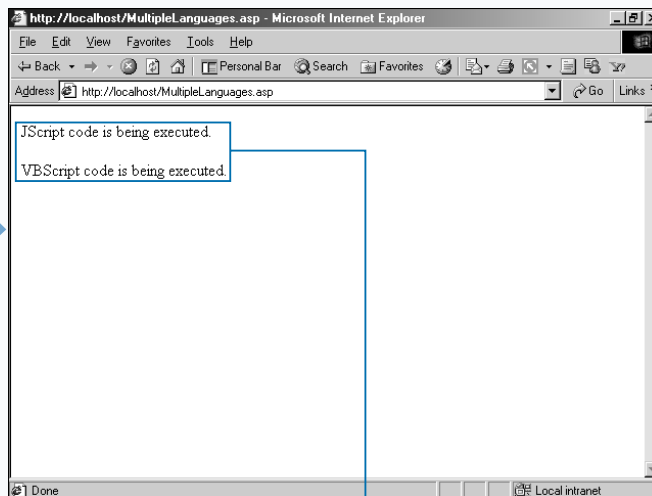 http://localhost/MultipleLanguages.asp - Microsoft Internet Explorer
File Edit View Favorites Tools Help
Back Personal Bar Search Favorites
Address http://localhost/MultipleLanguages.asp Go Links
JScript code is being executed.
VBScript code is being executed.
Done Local intranet